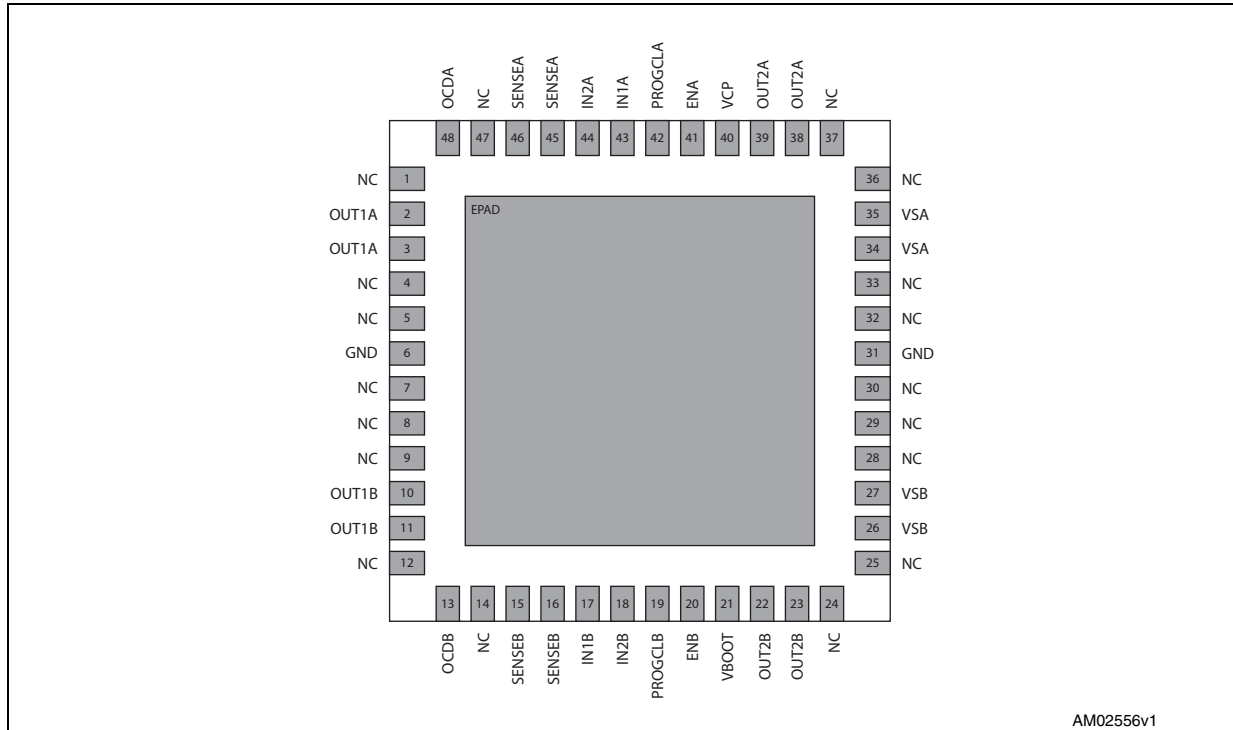 OCDA
NC
SENSEA
SENSEA
IN2A
IN1A
PROGCLA
ENA
VCP
OUT2A
OUT2A
NC
48 47 46 45 44 43 42 41 40 39 38 37
NC 1 36 NC
OUT1A 2 EPAD 35 VSA
OUT1A 3 34 VSA
NC 4 33 NC
NC 5 32 NC
GND 6 31 GND
NC 7 30 NC
NC 8 29 NC
NC 9 28 NC
OUT1B 10 27 VSB
OUT1B 11 26 VSB
NC 12 25 NC
13 14 15 16 17 18 19 20 21 22 23 24
OCDB
NC
SENSEB
SENSEB
IN1B
IN2B
PROGCLB
ENB
VBOOT
OUT2B
OUT2B
NC
AM02556v1